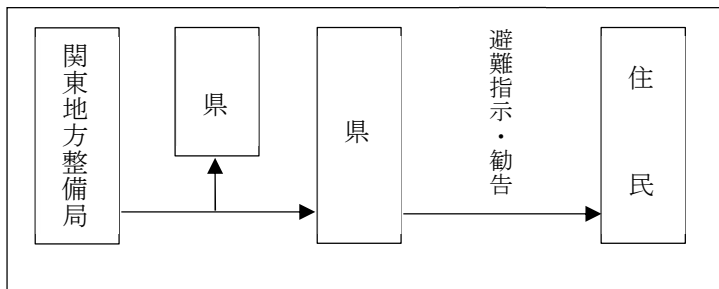 関東地方整備局
県
県
避難指示・勧告
住民